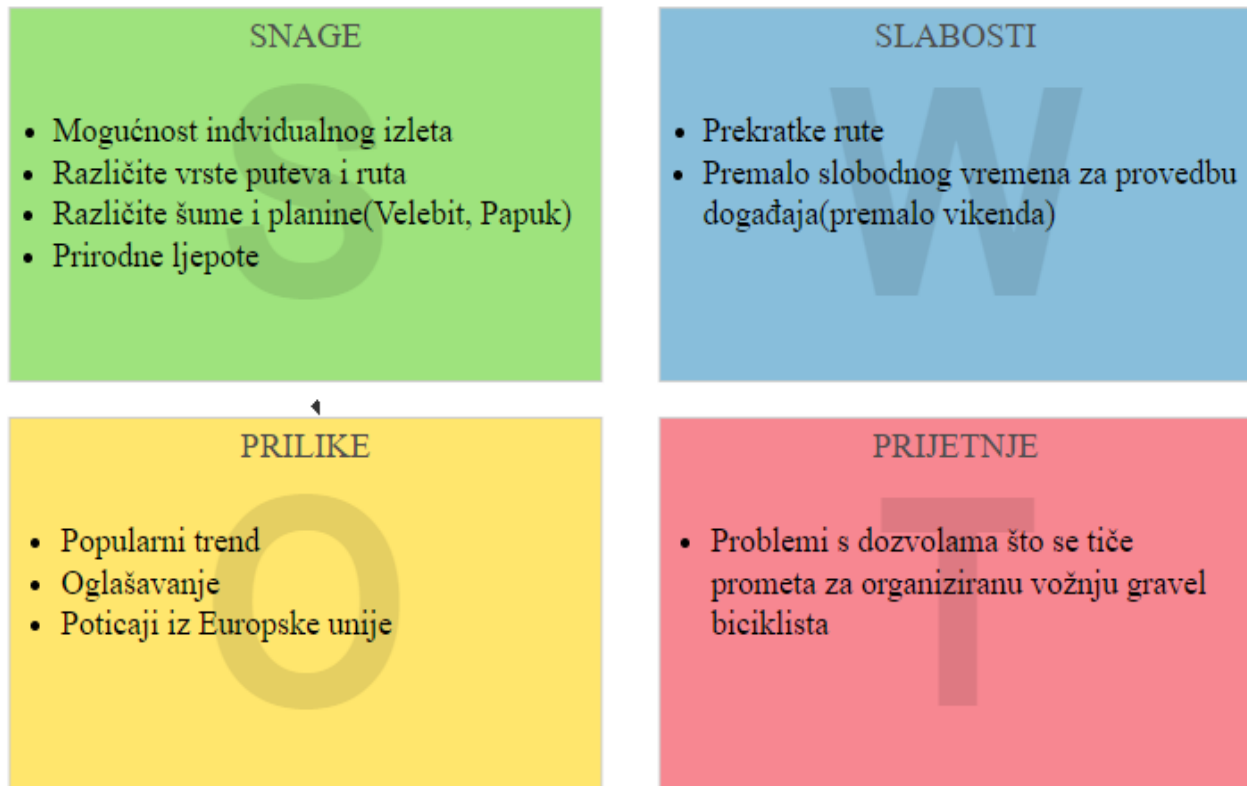 SNAGE
S
• Mogućnost indvidualnog izleta
• Različite vrste puteva i ruta
• Različite šume i planine(Velebit, Papuk)
• Prirodne ljepote
SLABOSTI
W
• Prekratke rute
• Premalo slobodnog vremena za provedbu
događaja(premalo vikenda)
PRILIKE
O
• Popularni trend
• Oglašavanje
• Poticaji iz Europske unije
PRIJETNJE
T
• Problemi s dozvolama što se tiče
prometa za organiziranu vožnju gravel
biciklista